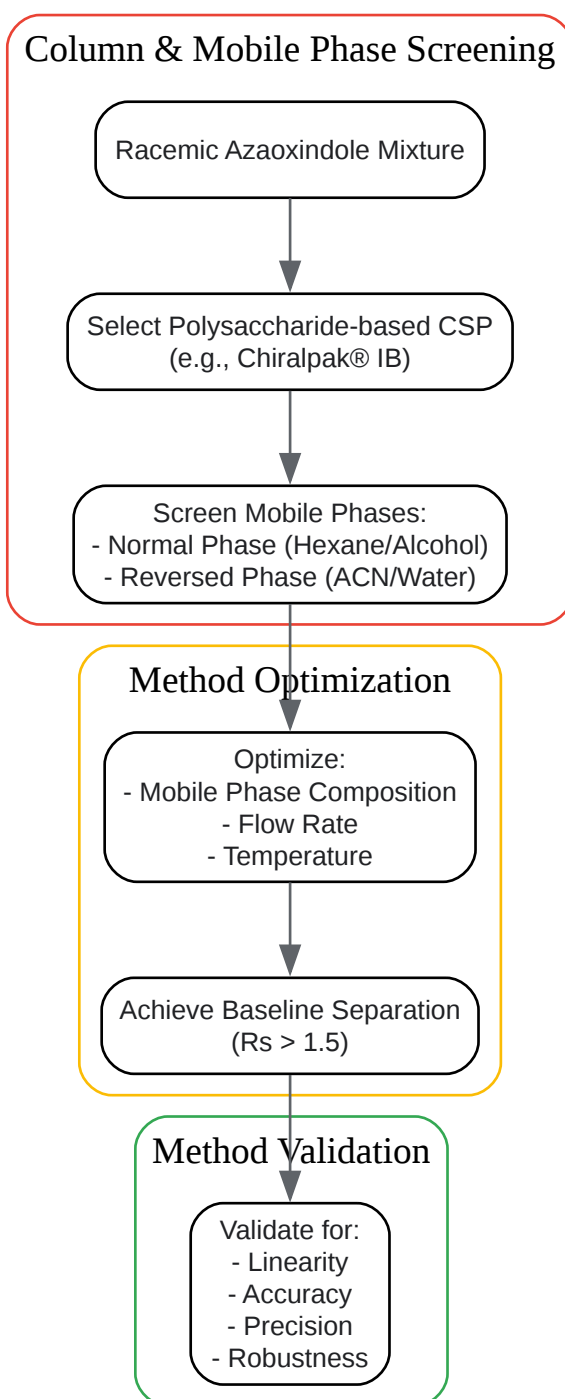 Column & Mobile Phase Screening
Racemic Azaoxindole Mixture
Select Polysaccharide-based CSP
(e.g., Chiralpak® IB)
Screen Mobile Phases:
- Normal Phase (Hexane/Alcohol)
- Reversed Phase (ACN/Water)
Method Optimization
Optimize:
- Mobile Phase Composition
- Flow Rate
- Temperature
Achieve Baseline Separation
(Rs > 1.5)
Method Validation
Validate for:
- Linearity
- Accuracy
- Precision
- Robustness